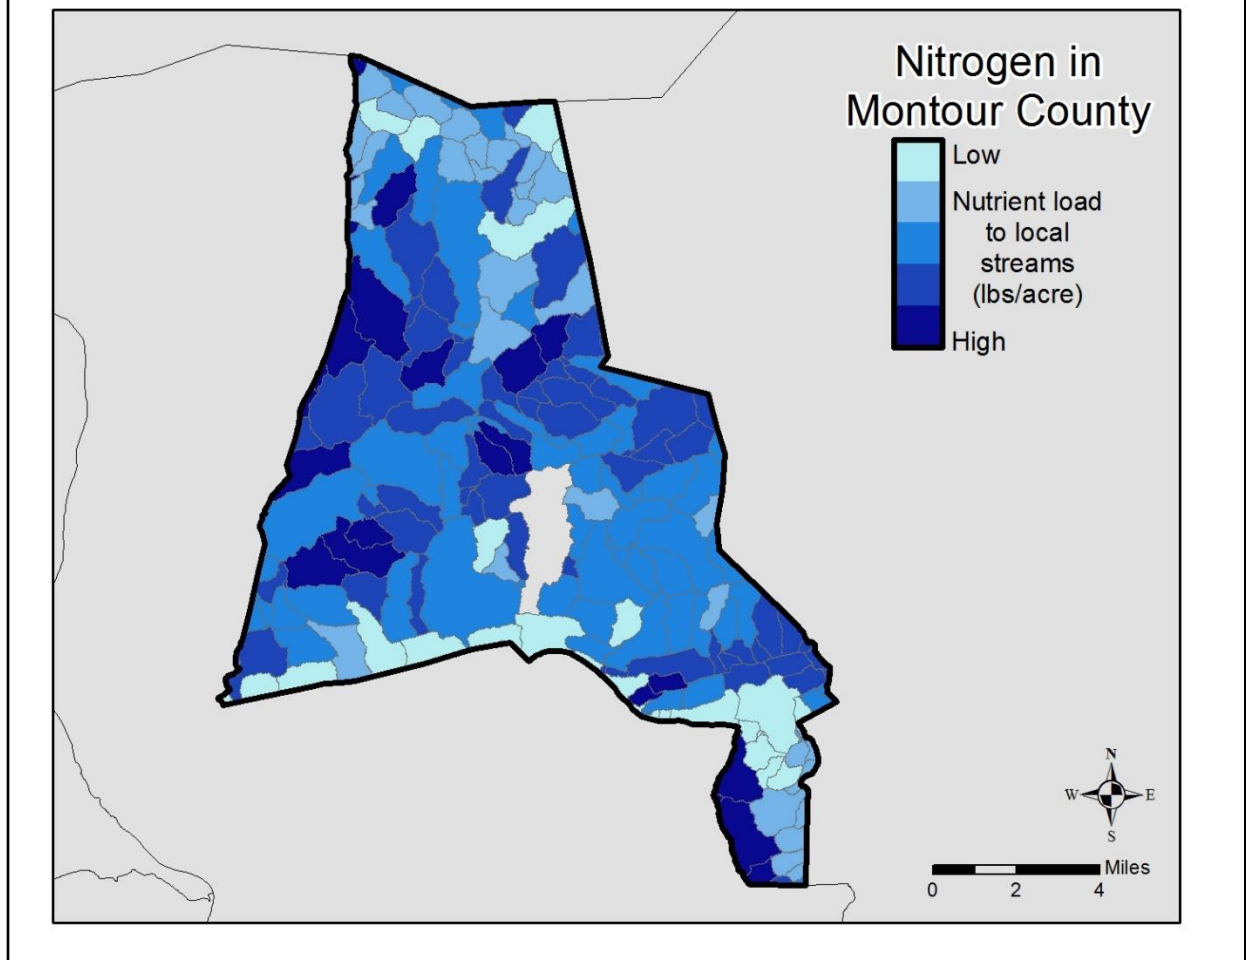 Nitrogen in
Montour County
Low
Nutrient load
to local
streams
(lbs/acre)
High
N
W E
S
Miles
0 2 4